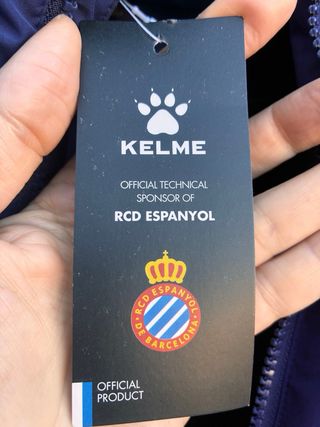 KELME
OFFICIAL TECHNICAL
SPONSOR OF
RCD ESPANYOL
RCD ESPANYOL
DE BARCELONA
OFFICIAL
PRODUCT